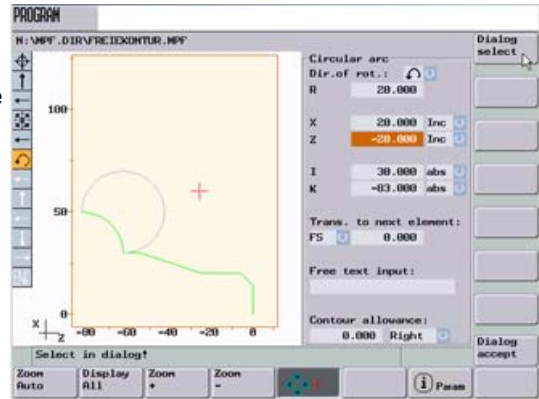 PROGRAM
N:\MPF.DIR\FREIEKONTUR.MPF
Dialog
select
Circular arc
Dir.of rot.:
R 20.000
X 20.000 Inc
Z -20.000 Inc
I 30.000 abs
K -83.000 abs
Trans. to next element:
FS 0.000
Free text input:
Contour allowance:
0.000 Right
100
50
0
X
Z
-80 -60 -40 -20 0
Select in dialog!
Dialog
accept
Zoom
Auto
Display
All
Zoom
+
Zoom
-
i Param
e